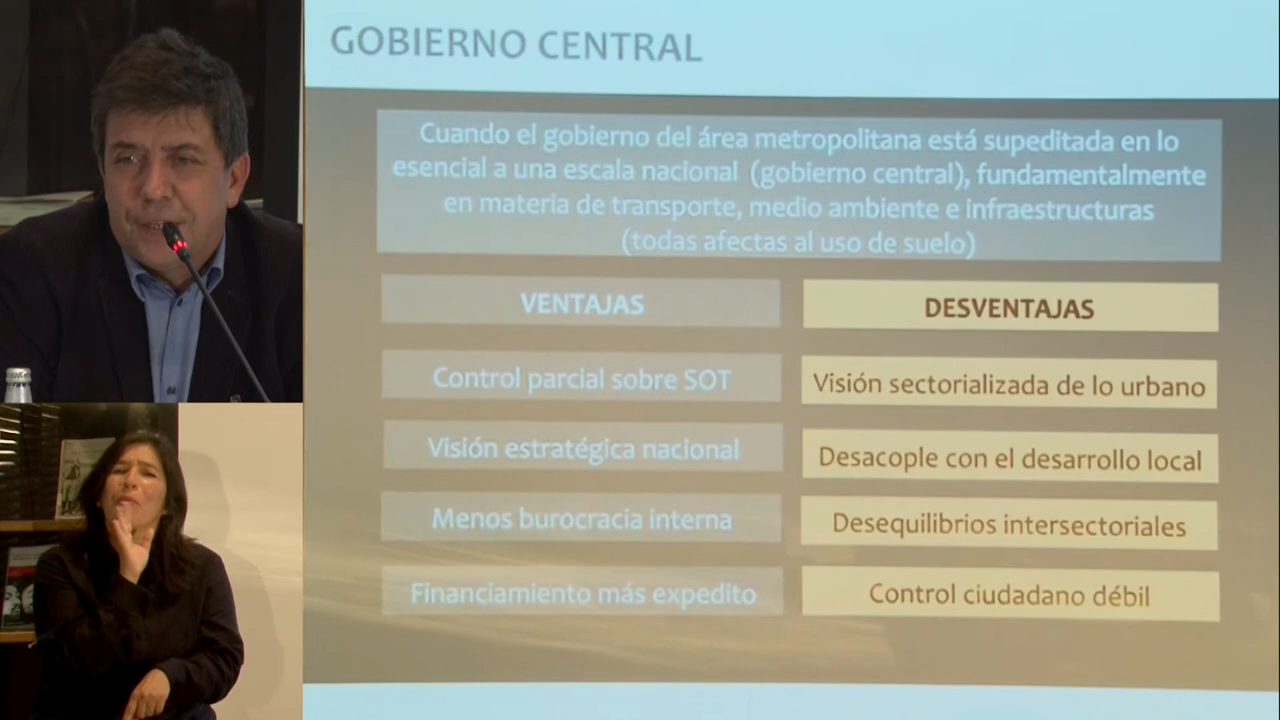 GOBIERNO CENTRAL
Cuando el gobierno del área metropolitana está supeditada en lo
esencial a una escala nacional (gobierno central), fundamentalmente
en materia de transporte, medio ambiente e infraestructuras
(todas afectas al uso de suelo)
VENTAJAS
DESVENTAJAS
Control parcial sobre SOT
Visión sectorializada de lo urbano
Visión estratégica nacional
Desacople con el desarrollo local
Menos burocracia interna
Desequilibrios intersectoriales
Financiamiento más expedito
Control ciudadano débil